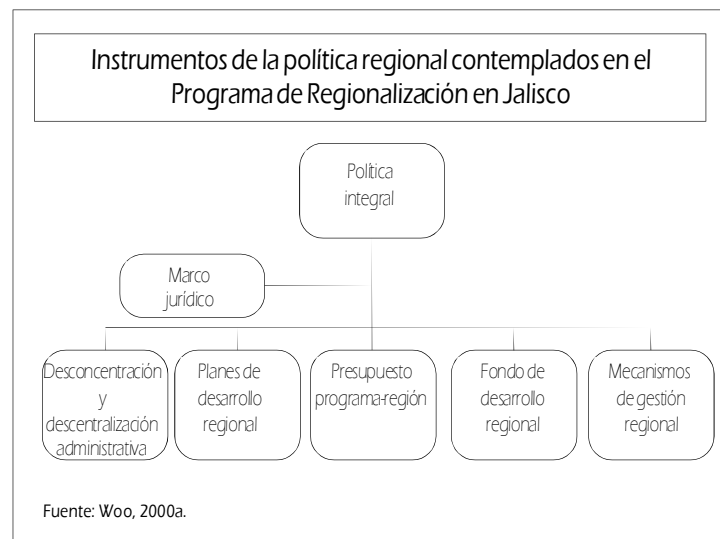 Instrumentos de la política regional contemplados en el
Programa de Regionalización en Jalisco
Política
integral
Marco
jurídico
Desconcentración
y
descentralización
administrativa
Planes de
desarrollo
regional
Presupuesto
programa-región
Fondo de
desarrollo
regional
Mecanismos
de gestión
regional
Fuente: Woo, 2000a.